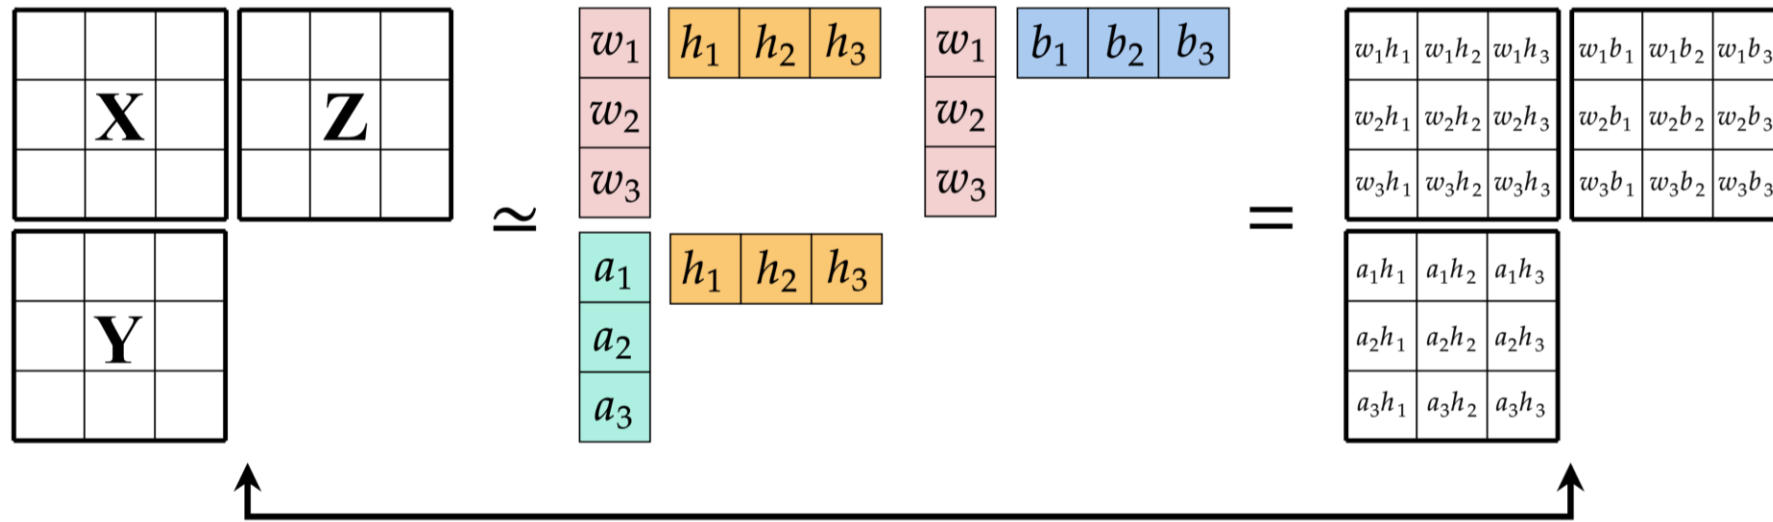 w₁ h₁ h₂ h₃ w₁ b₁ b₂ b₃ w₁h₁ w₁h₂ w₁h₃ w₁b₁ w₁b₂ w₁b₃
X Z w₂ w₂ w₂h₁ w₂h₂ w₂h₃ w₂b₁ w₂b₂ w₂b₃
w₃ w₃ w₃h₁ w₃h₂ w₃h₃ w₃b₁ w₃b₂ w₃b₃
≃ =
a₁ h₁ h₂ h₃ a₁h₁ a₁h₂ a₁h₃
Y a₂ a₂h₁ a₂h₂ a₂h₃
a₃ a₃h₁ a₃h₂ a₃h₃